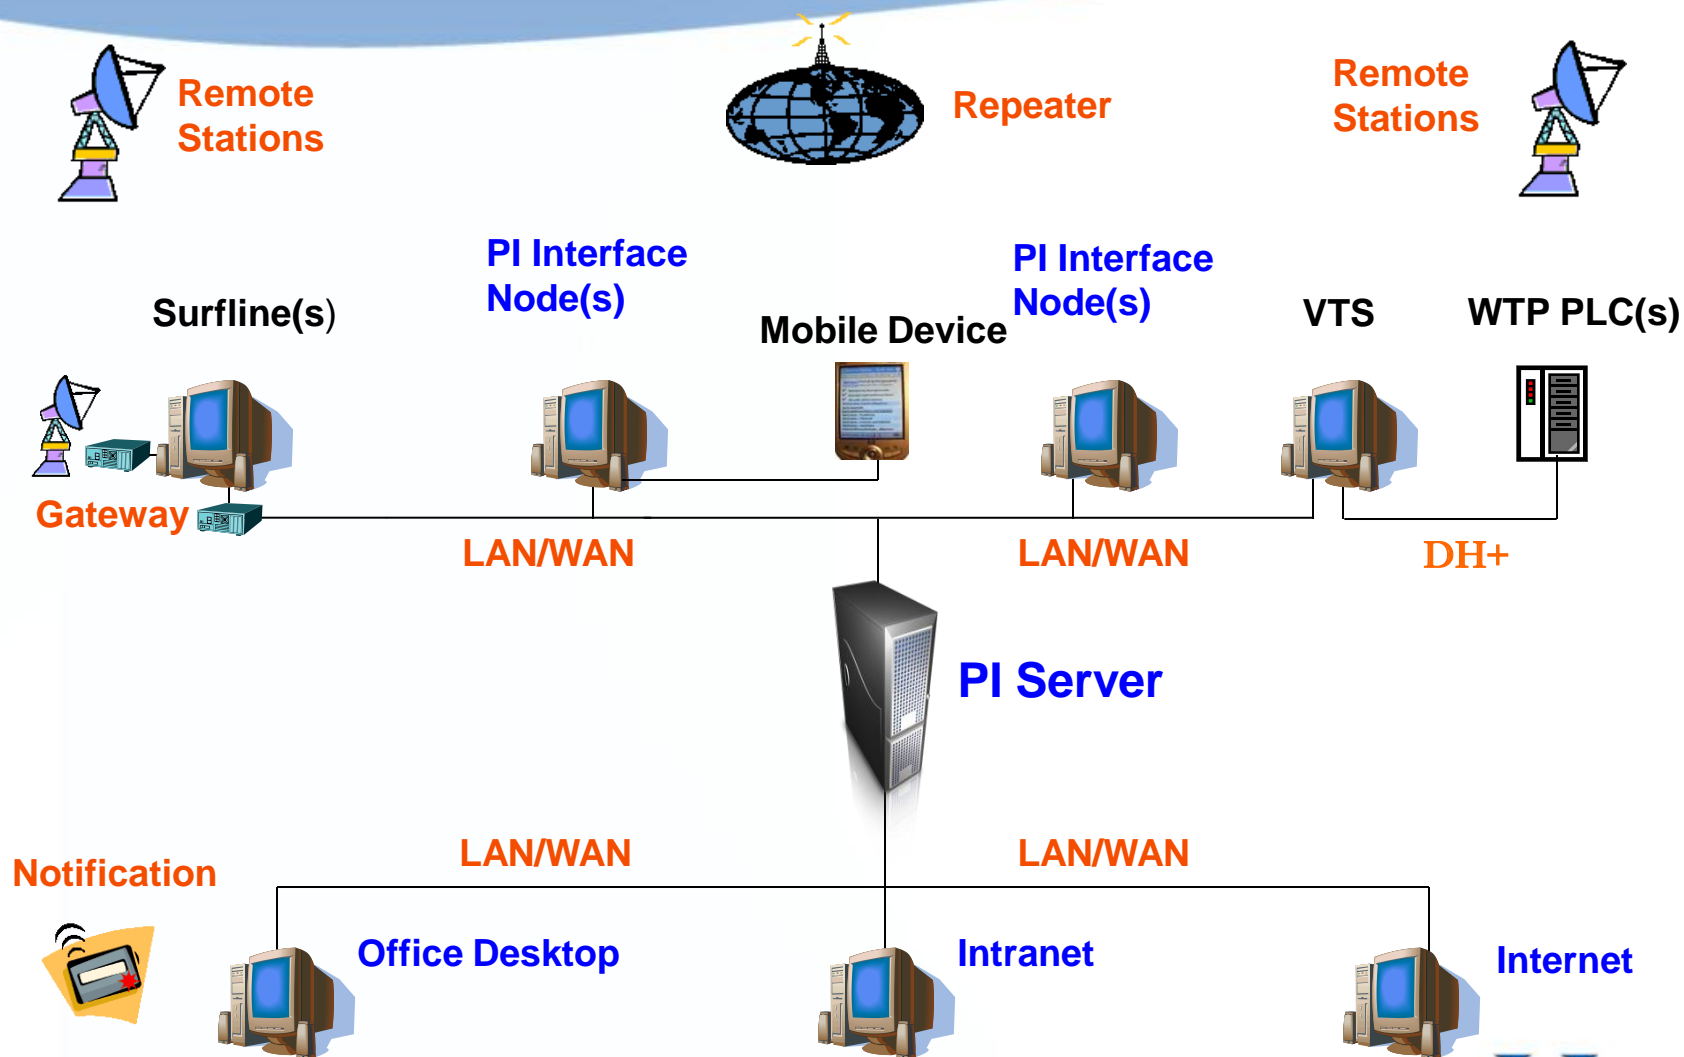 Remote
Stations
Repeater
Remote
Stations
PI Interface
Node(s)
PI Interface
Node(s)
Surfline(s)
Mobile Device
VTS
WTP PLC(s)
Gateway
LAN/WAN
LAN/WAN
DH+
PI Server
LAN/WAN
LAN/WAN
Notification
Office Desktop
Intranet
Internet